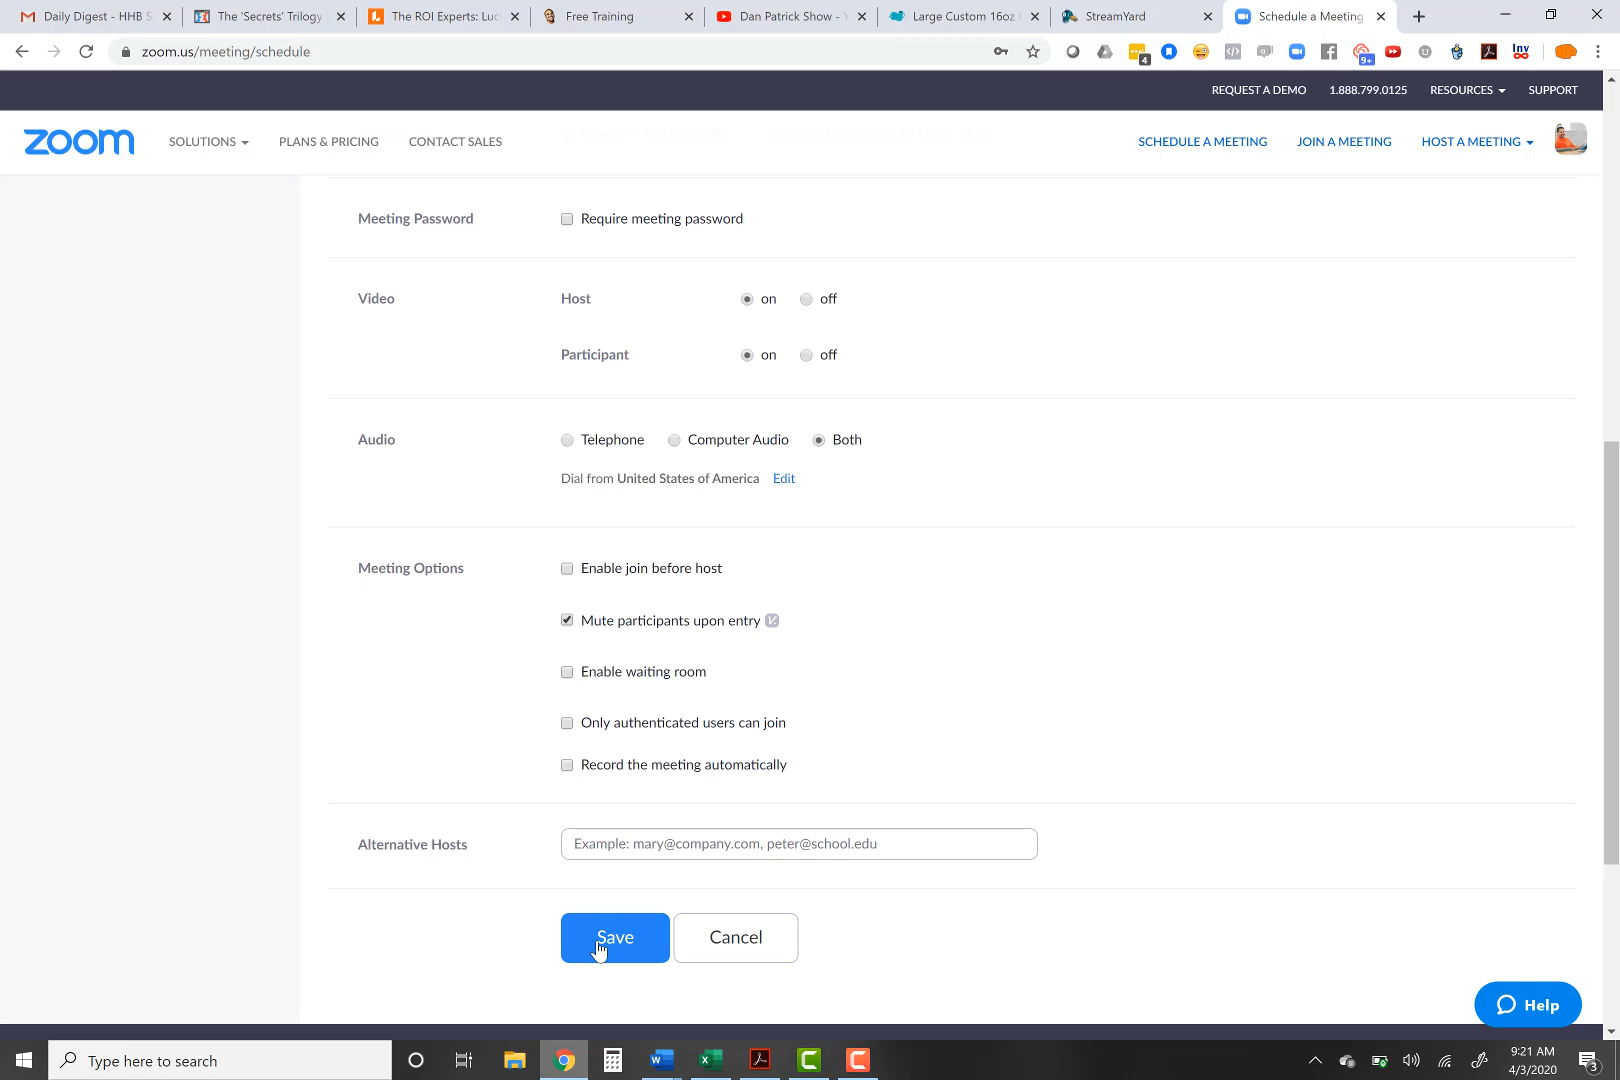 Daily Digest - HHB S
The 'Secrets' Trilogy
The ROI Experts: Luc
Free Training
Dan Patrick Show - Y
Large Custom 16oz
StreamYard
Schedule a Meeting
zoom.us/meeting/schedule
4
9+
Inv
REQUEST A DEMO
1.888.799.0125
RESOURCES
SUPPORT
zoom
SOLUTIONS
PLANS & PRICING
CONTACT SALES
SCHEDULE A MEETING
JOIN A MEETING
HOST A MEETING
Meeting Password
Require meeting password
Video
Host
on
off
Participant
on
off
Audio
Telephone
Computer Audio
Both
Dial from United States of America Edit
Meeting Options
Enable join before host
Mute participants upon entry
Enable waiting room
Only authenticated users can join
Record the meeting automatically
Alternative Hosts
Example: mary@company.com, peter@school.edu
Save
Cancel
Help
Type here to search
9:21 AM
4/3/2020
3